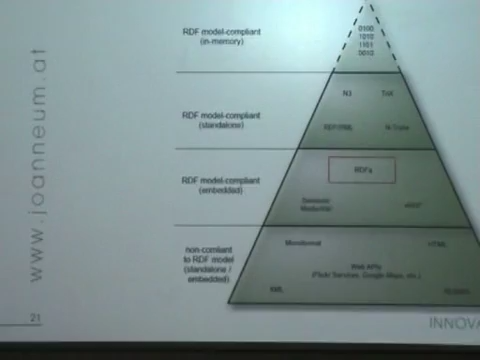 RDF model-compliant
(in-memory)
0100
1010
1101
0010
RDF model-compliant
(standalone)
N3 TriX
RDF/XML N-Triple
RDF model-compliant
(embedded)
RDFa
eRDF
non-comliant
to RDF model
(standalone /
embedded)
Microformat HTML
Web APIs
(Flickr Services, Google Maps, etc.)
XML
www.joanneum.at
21
INNOVA